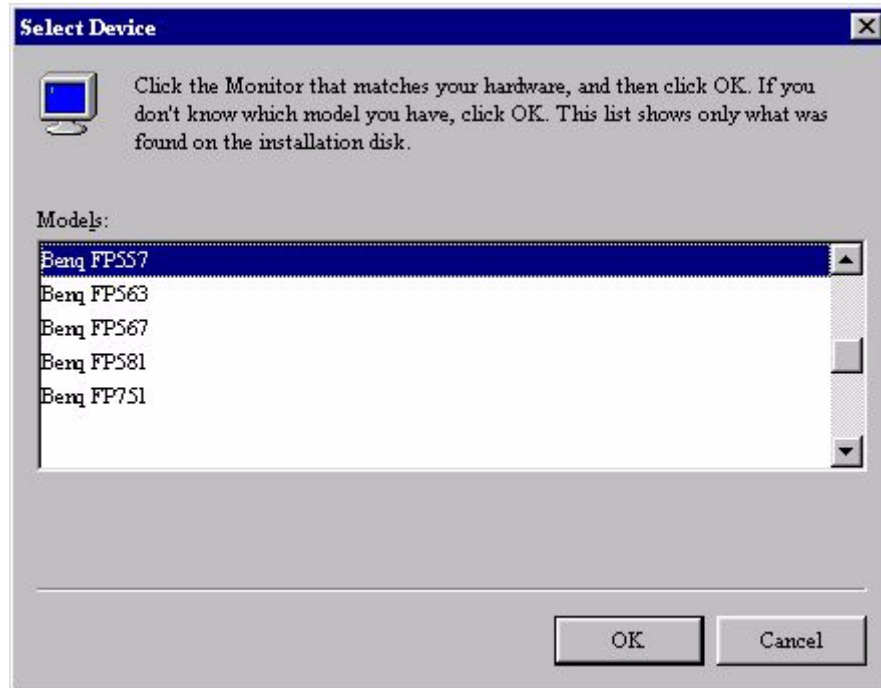 Select Device
Click the Monitor that matches your hardware, and then click OK. If you
don't know which model you have, click OK. This list shows only what was
found on the installation disk.
Models:
Benq FP557
Benq FP563
Benq FP567
Benq FP581
Benq FP751
OK
Cancel